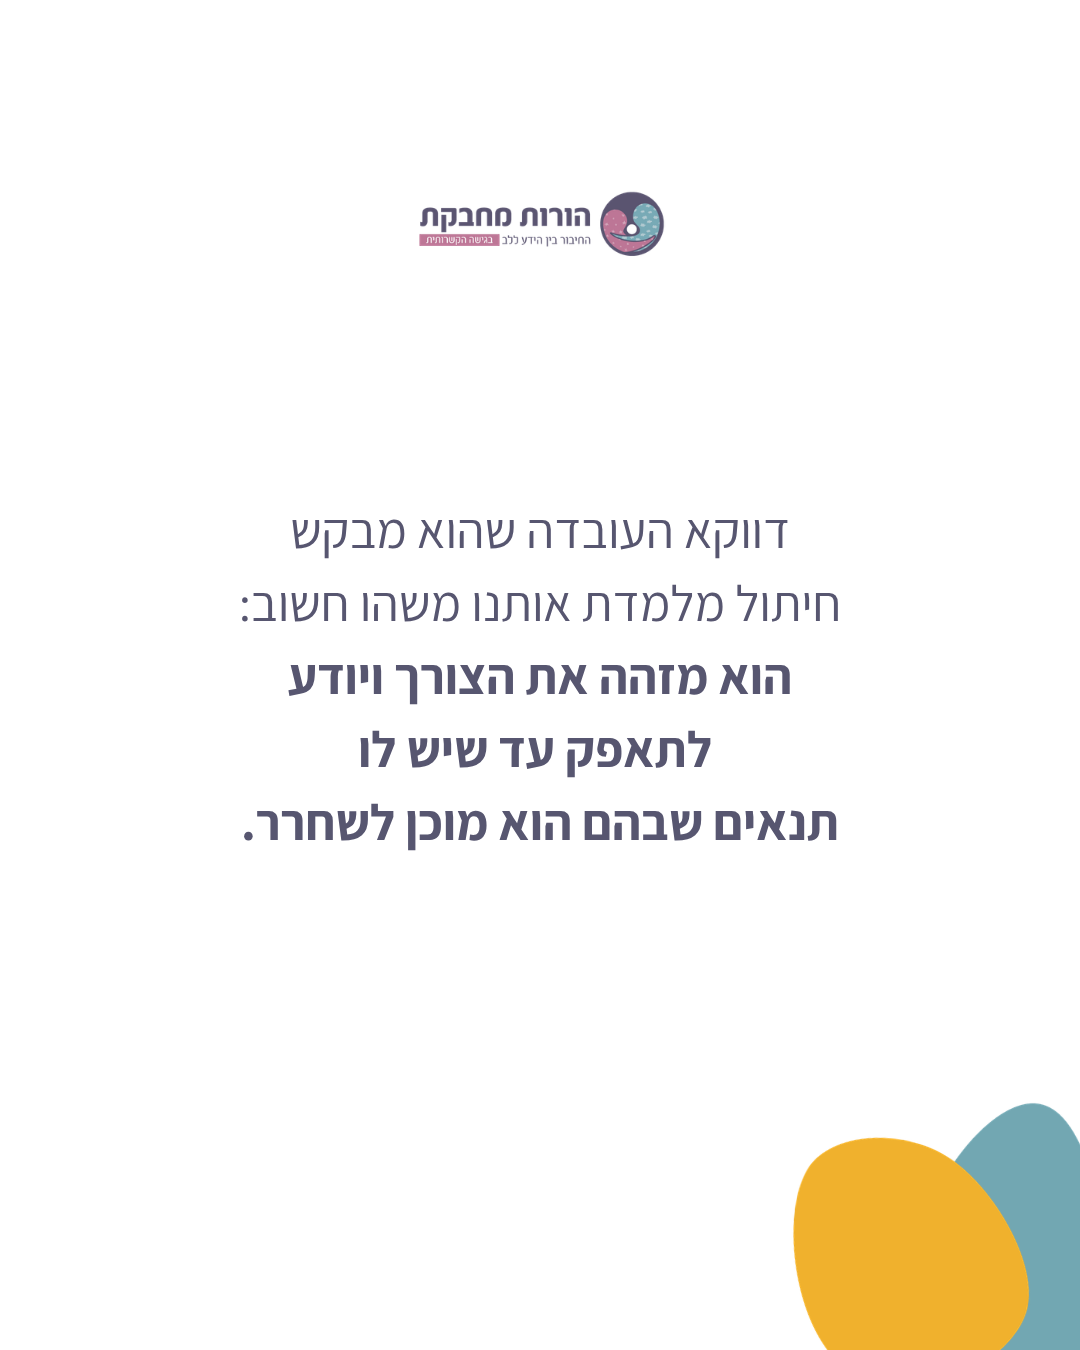 הורות מחבקת
החיבור בין הידע ללב בגישה הקשרותית
דווקא העובדה שהוא מבקש
חיתול מלמדת אותנו משהו חשוב:
הוא מזהה את הצורך ויודע
לתאפק עד שיש לו
תנאים שבהם הוא מוכן לשחרר.